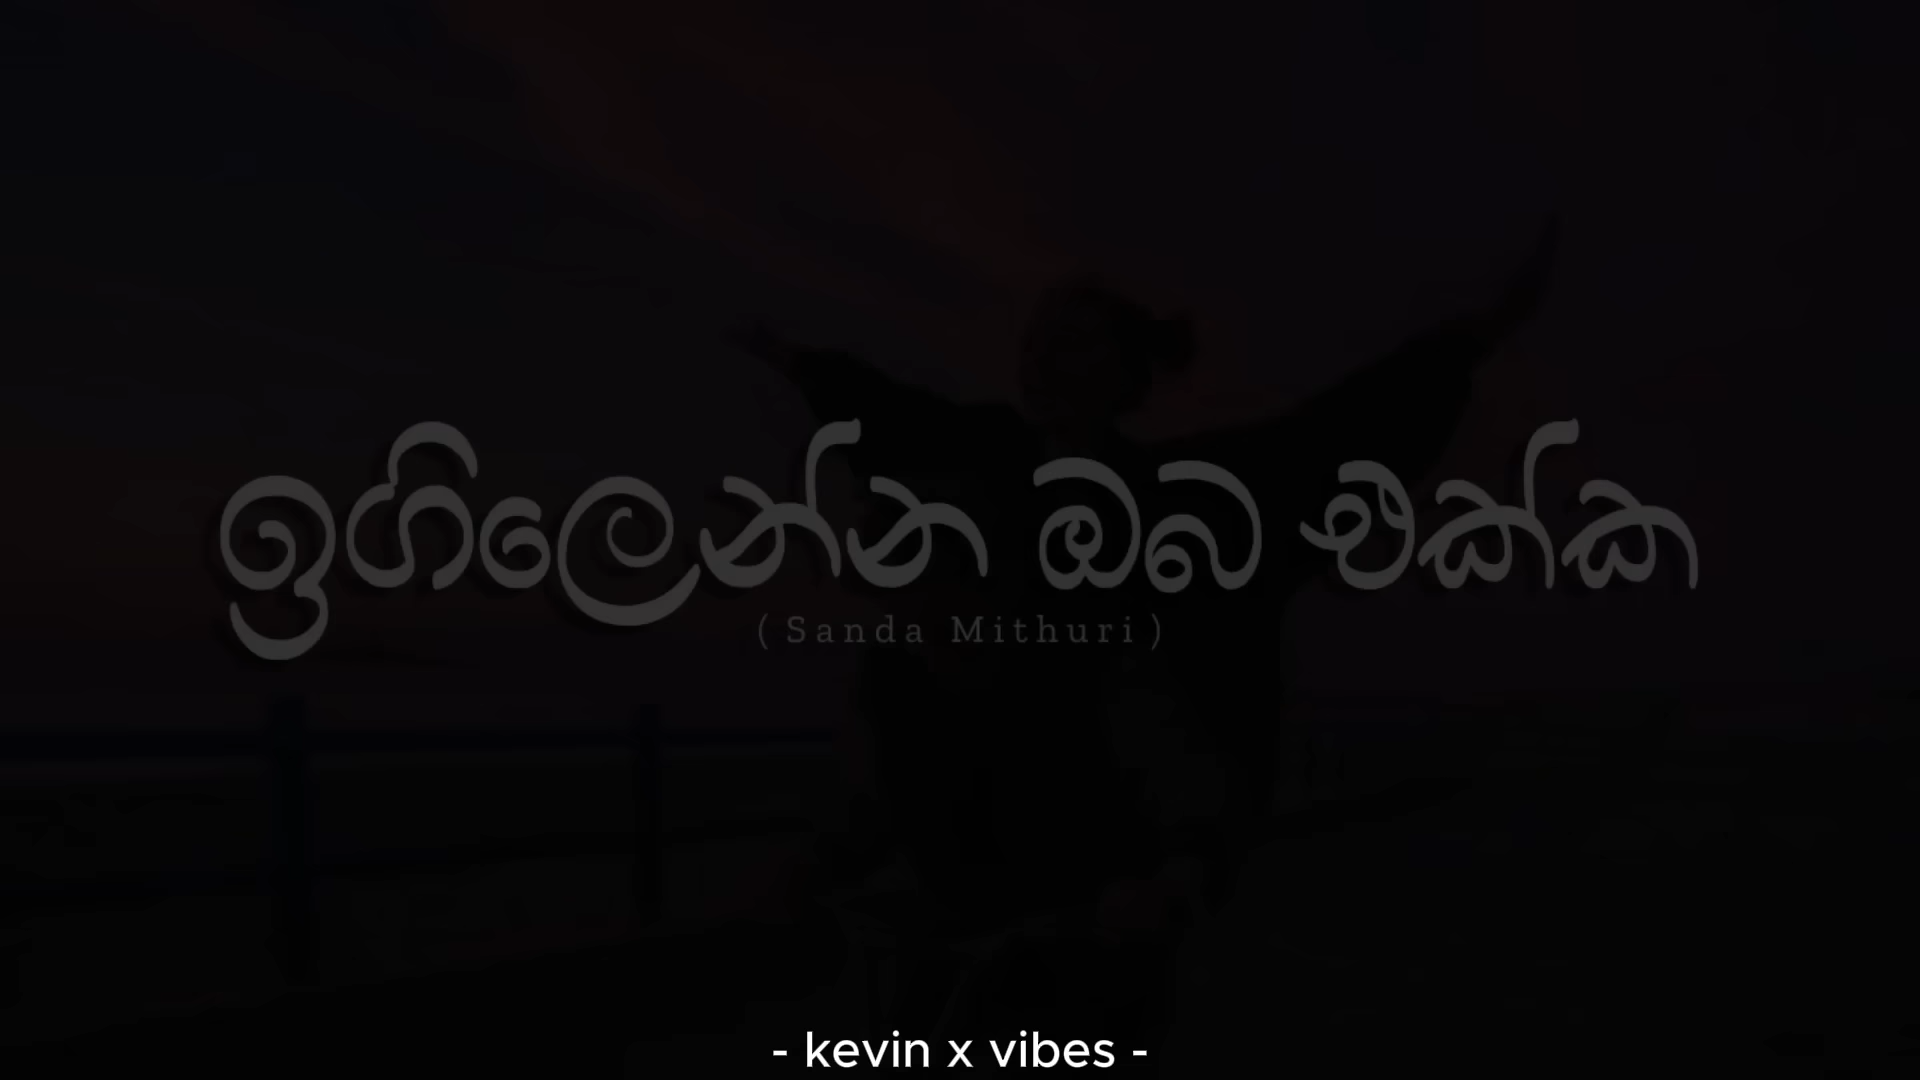 ඉගිලෙන්න ඔබ එක්ක
( Sanda Mithuri )
- kevin x vibes -